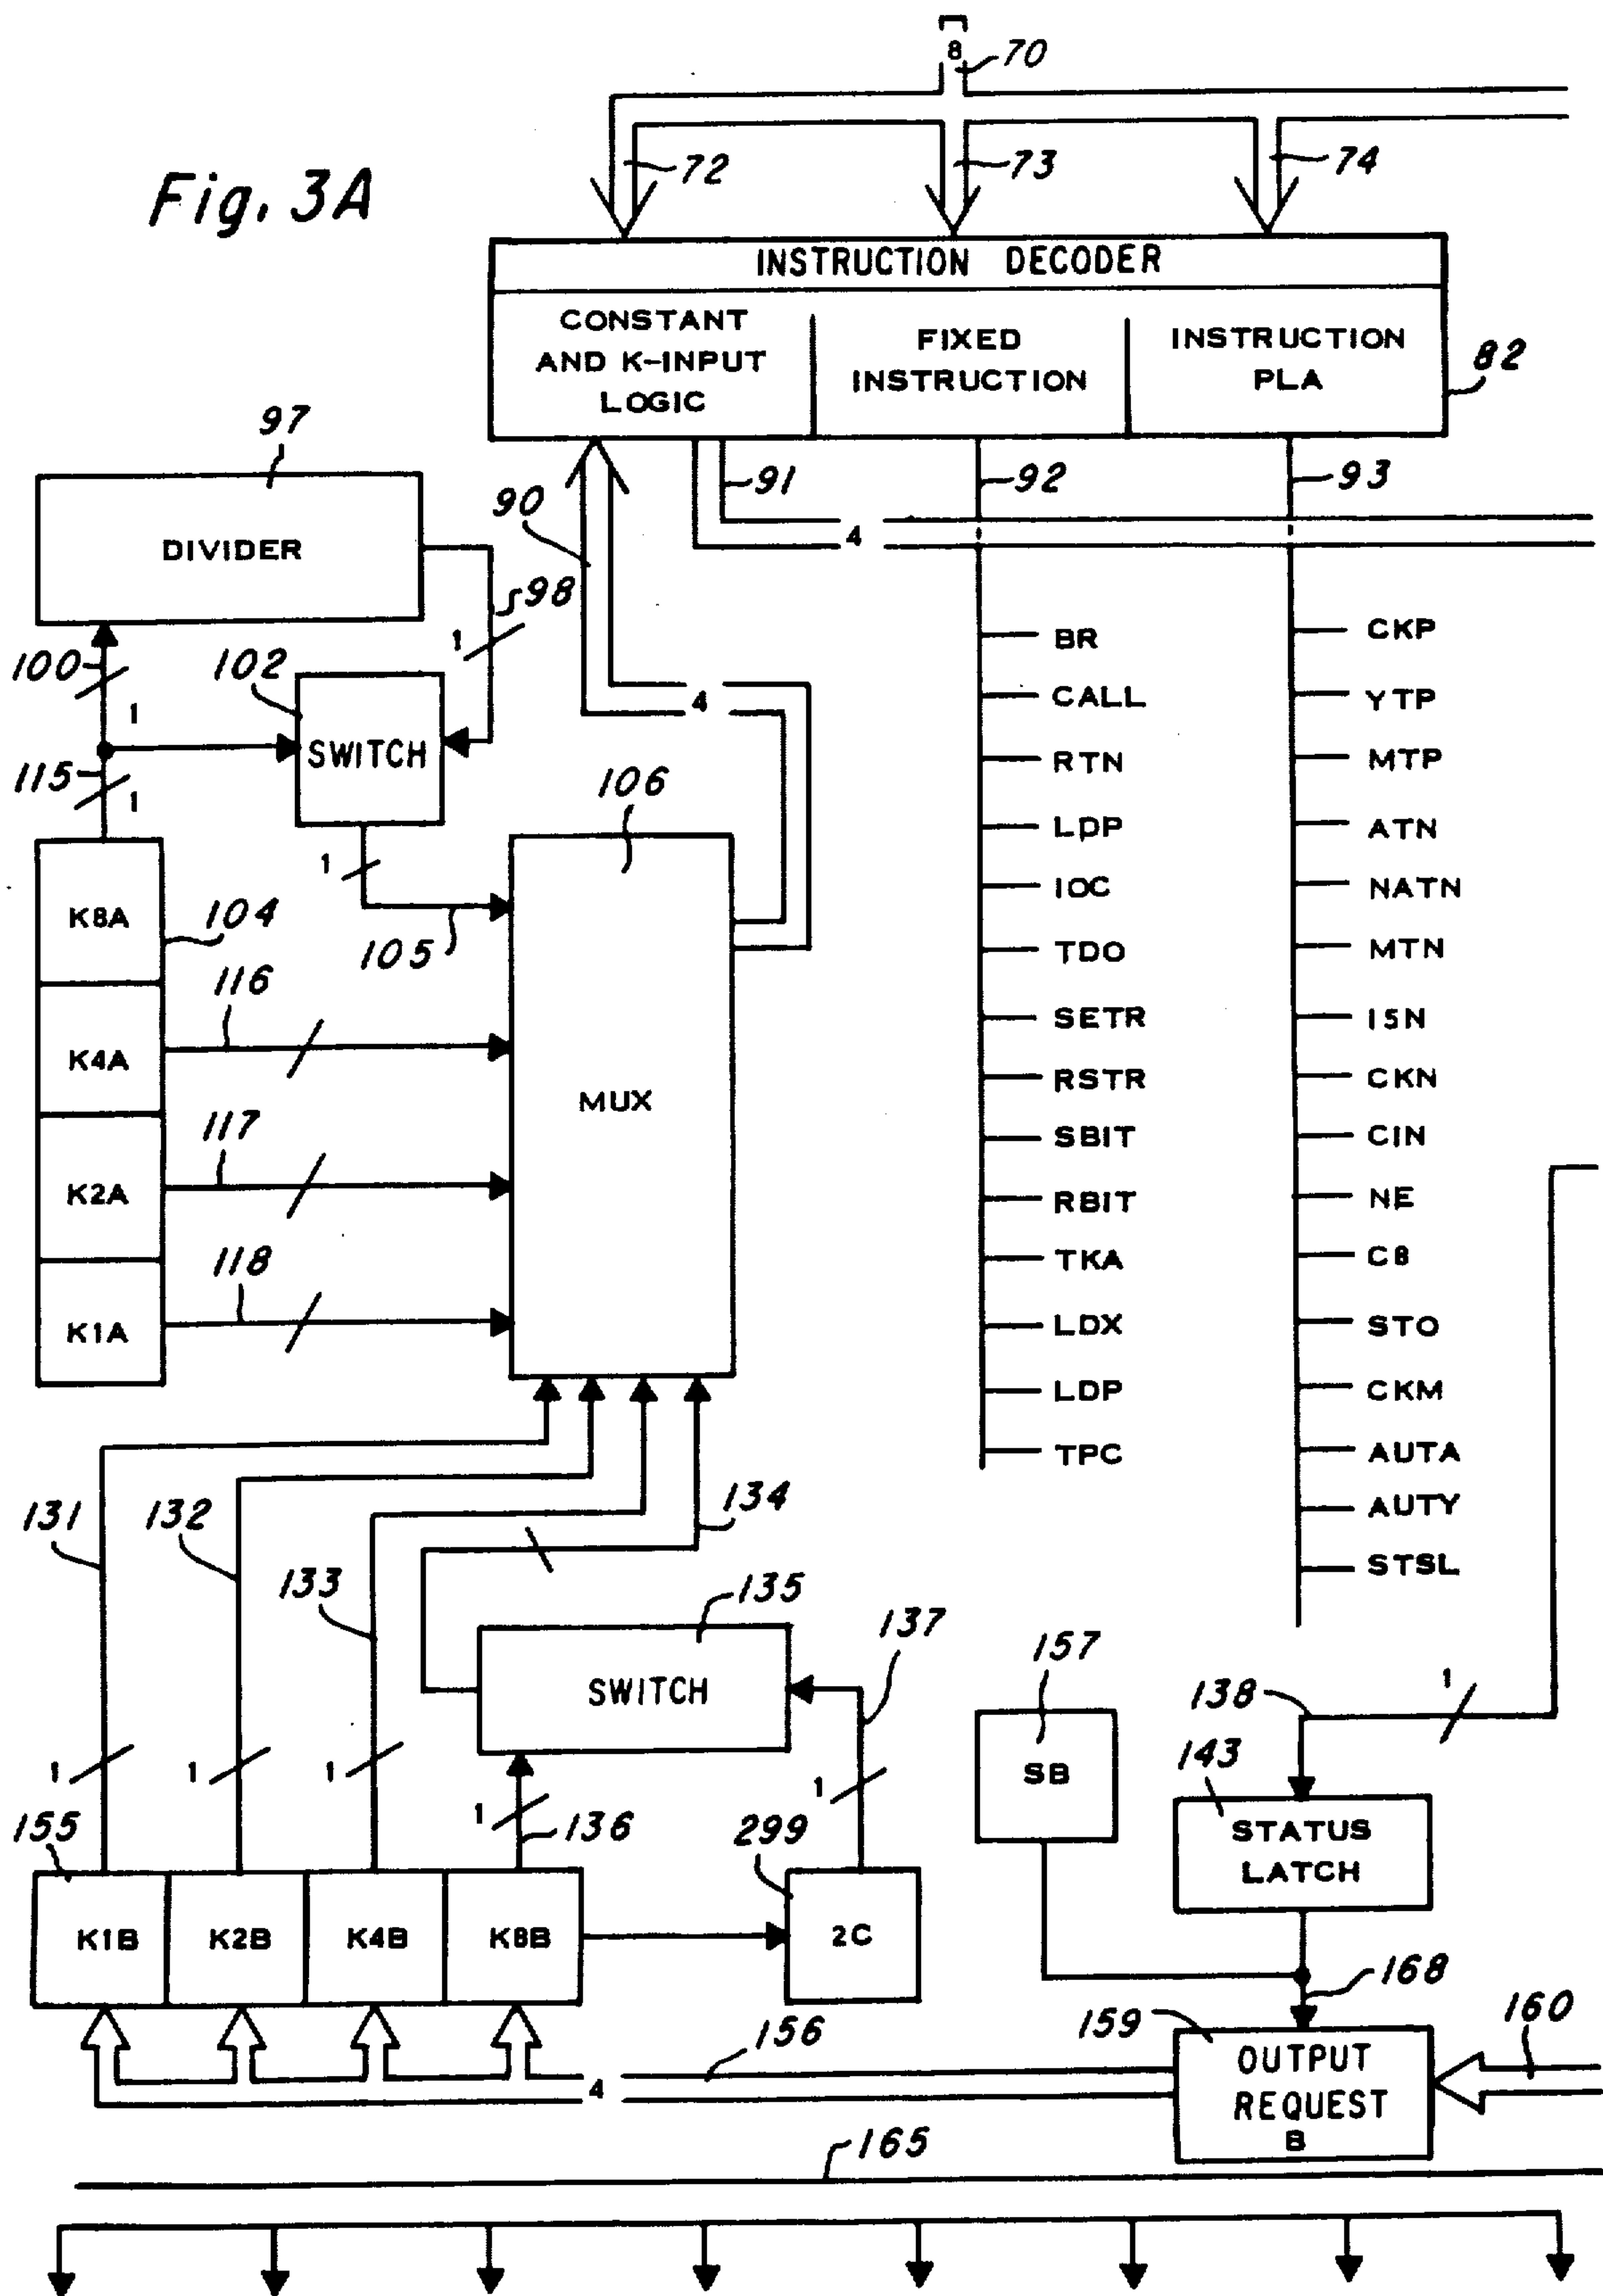 8 70
72 73 74
Fig. 3A
INSTRUCTION DECODER
CONSTANT
AND K-INPUT
LOGIC
FIXED
INSTRUCTION
INSTRUCTION
PLA
82
97
90
91
92
93
4
DIVIDER
98
1
100
1
102
SWITCH
4
115
1
106
1
105
K8A
104
116
K4A
117
MUX
K2A
118
K1A
BR
CALL
RTN
LDP
IOC
TDO
SETR
RSTR
SBIT
RBIT
TKA
LDX
LDP
TPC
CKP
YTP
MTP
ATN
NATN
MTN
15N
CKN
CIN
NE
C8
STO
CKM
AUTA
AUTY
STSL
131
132
133
134
135
137
SWITCH
157
SB
138
1
143
STATUS
LATCH
1
1
1
1
136
1
155
299
K1B
K2B
K4B
K8B
2C
168
156
159
160
4
OUTPUT
REQUEST
B
165